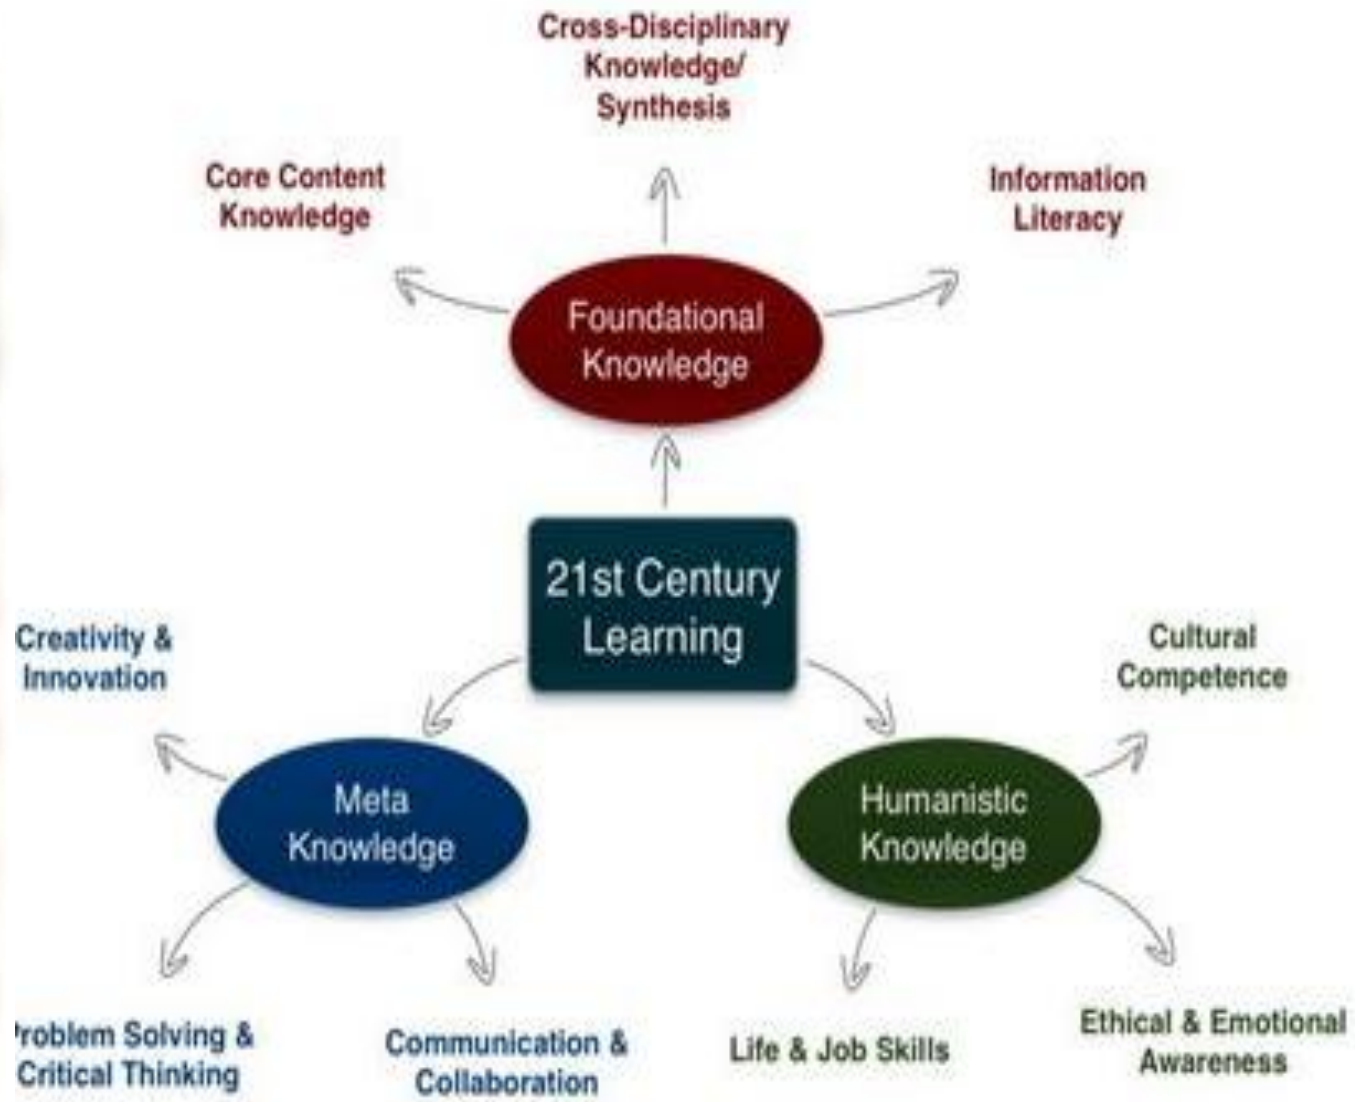 Cross-Disciplinary
Knowledge/
Synthesis
Core Content
Knowledge
Information
Literacy
Foundational
Knowledge
21st Century
Learning
Creativity &
Innovation
Cultural
Competence
Meta
Knowledge
Humanistic
Knowledge
Problem Solving &
Critical Thinking
Communication &
Collaboration
Life & Job Skills
Ethical & Emotional
Awareness